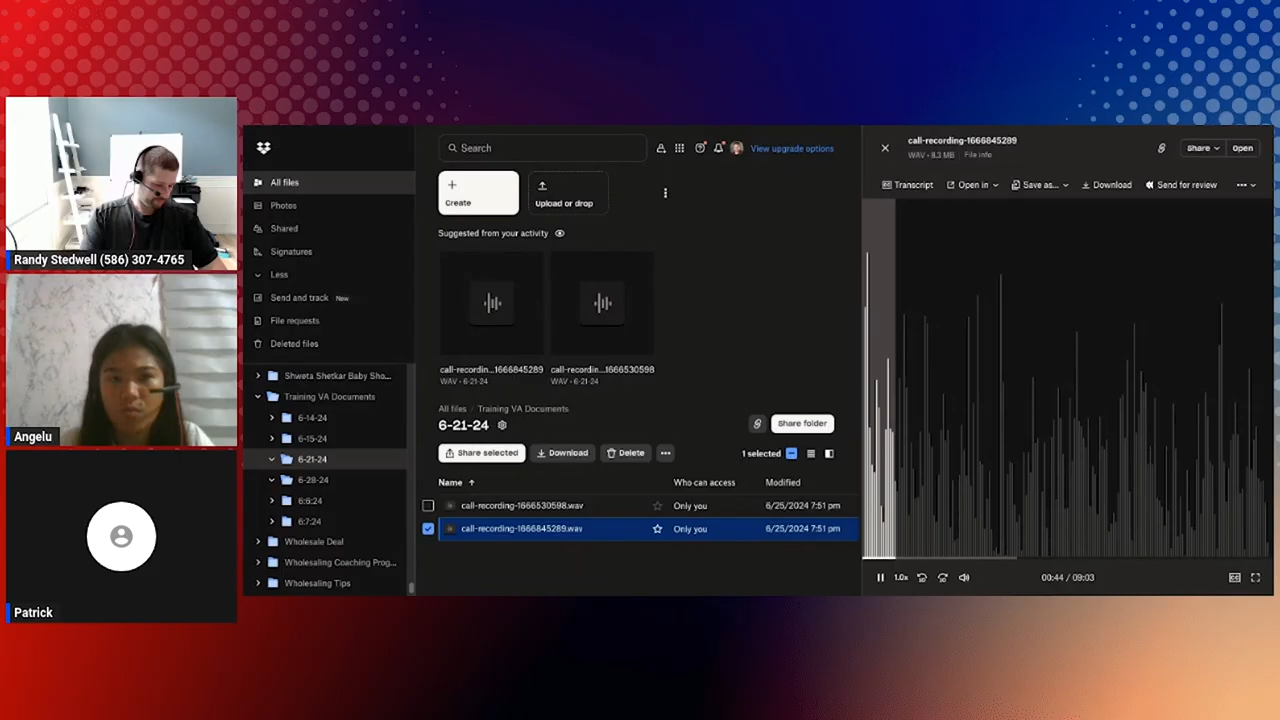 Randy Stedwell (586) 307-4765
Angelu
Patrick
All files
Photos
Shared
Signatures
Less
Send and track New
File requests
Deleted files
Shweta Shetkar Baby Sho...
Training VA Documents
6-14-24
6-15-24
6-21-24
6-28-24
6:6:24
6:7:24
Wholesale Deal
Wholesaling Coaching Prog...
Wholesaling Tips
Search
View upgrade options
Create
Upload or drop
Suggested from your activity
call-recordin...1666845289
WAV • 6-21-24
call-recordin...1666530598
WAV • 6-21-24
All files / Training VA Documents
6-21-24
Share folder
Share selected
Download
Delete
1 selected
Name Who can access Modified
call-recording-1666530598.wav Only you 6/25/2024 7:51 pm
call-recording-1666845289.wav Only you 6/25/2024 7:51 pm
call-recording-1666845289
WAV • 8.3 MB File info
Share
Open
Transcript
Open in
Save as...
Download
Send for review
1.0x
00:44 / 09:03